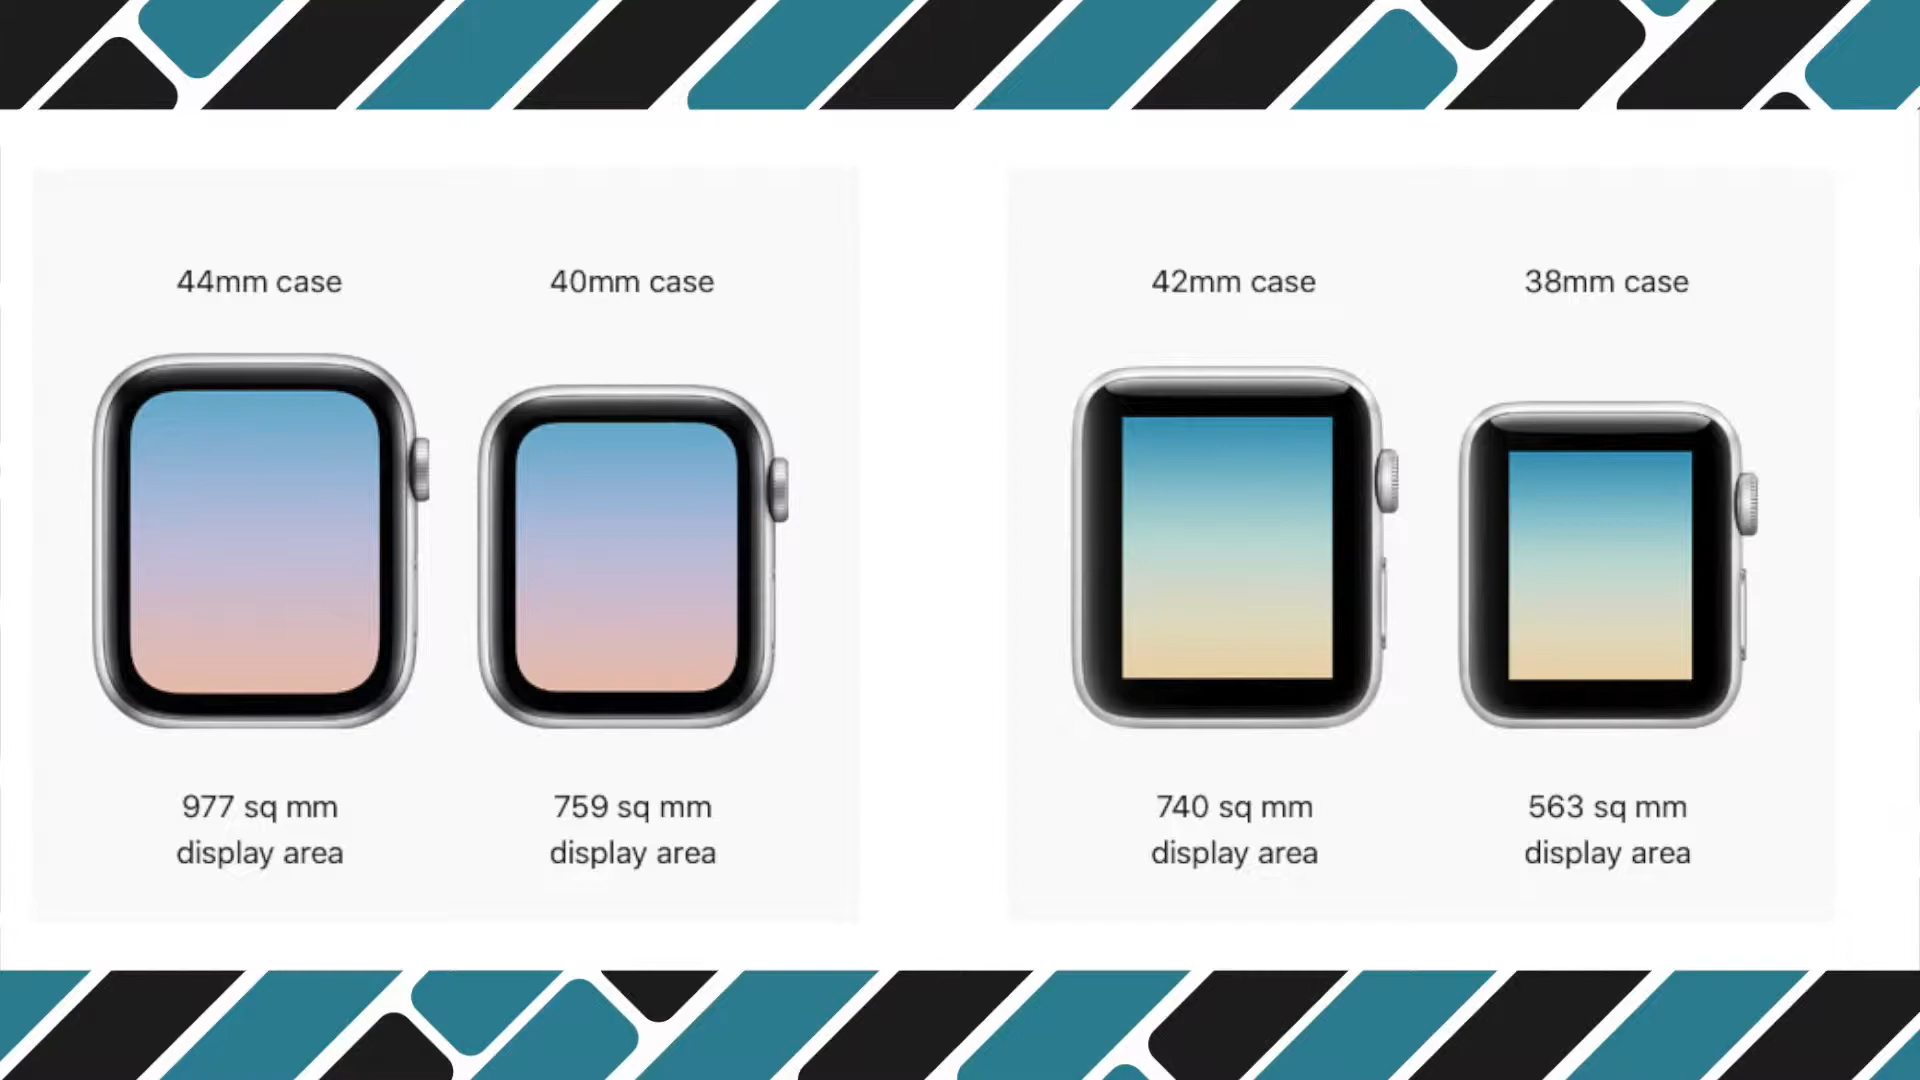 44mm case
40mm case
977 sq mm
display area
759 sq mm
display area
42mm case
38mm case
740 sq mm
display area
563 sq mm
display area